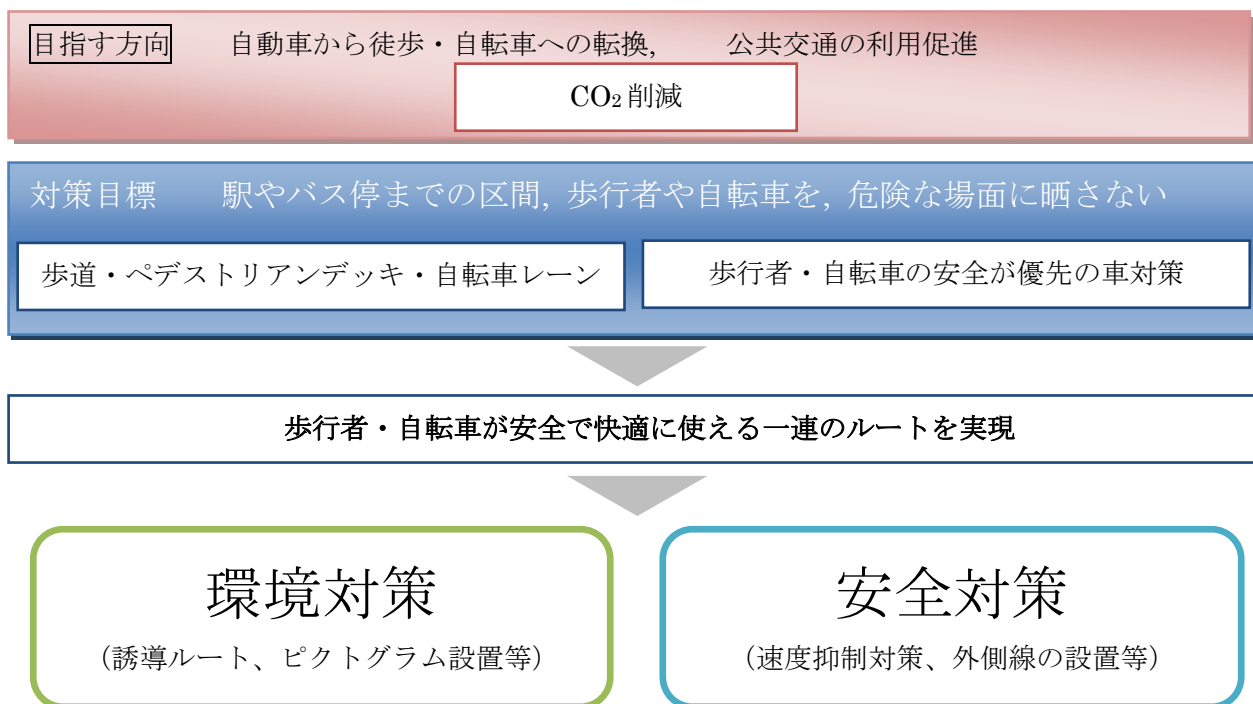 目指す方向 自動車から徒歩・自転車への転換, 公共交通の利用促進
CO₂削減
対策目標 駅やバス停までの区間, 歩行者や自転車を, 危険な場面に晒さない
歩道・ペデストリアンデッキ・自転車レーン
歩行者・自転車の安全が優先の車対策
歩行者・自転車が安全で快適に使える一連のルートを実現
環境対策
（誘導ルート、ピクトグラム設置等）
安全対策
（速度抑制対策、外側線の設置等）